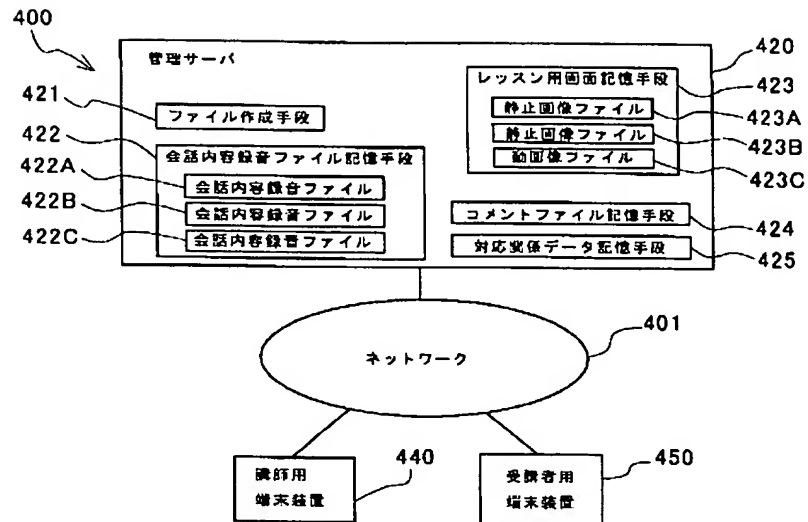 400
420
管理サーバ
レッスン用画面記憶手段
423
421
ファイル作成手段
静止画像ファイル
423A
静止画像ファイル
423B
動画像ファイル
423C
422
会話内容録音ファイル記憶手段
422A
会話内容録音ファイル
422B
会話内容録音ファイル
422C
会話内容録音ファイル
コメントファイル記憶手段
424
対応関係データ記憶手段
425
401
ネットワーク
講師用
端末装置
440
受講者用
端末装置
450